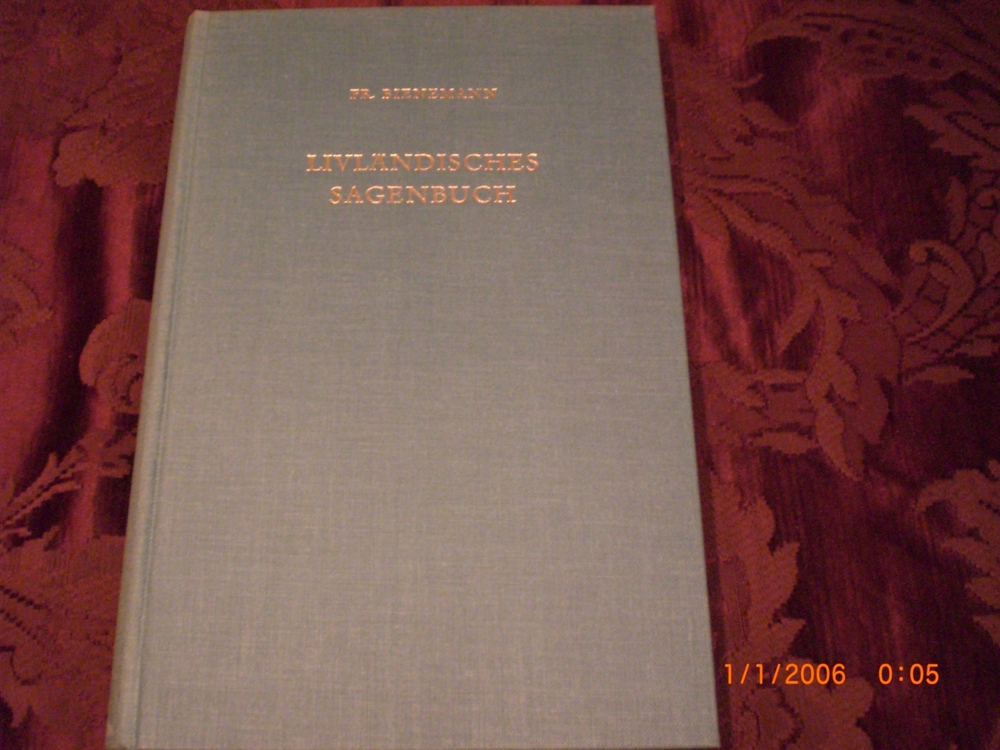 FR. BIENEMANN
LIVLÄNDISCHES
SAGENBUCH
1/1/2006 0:05